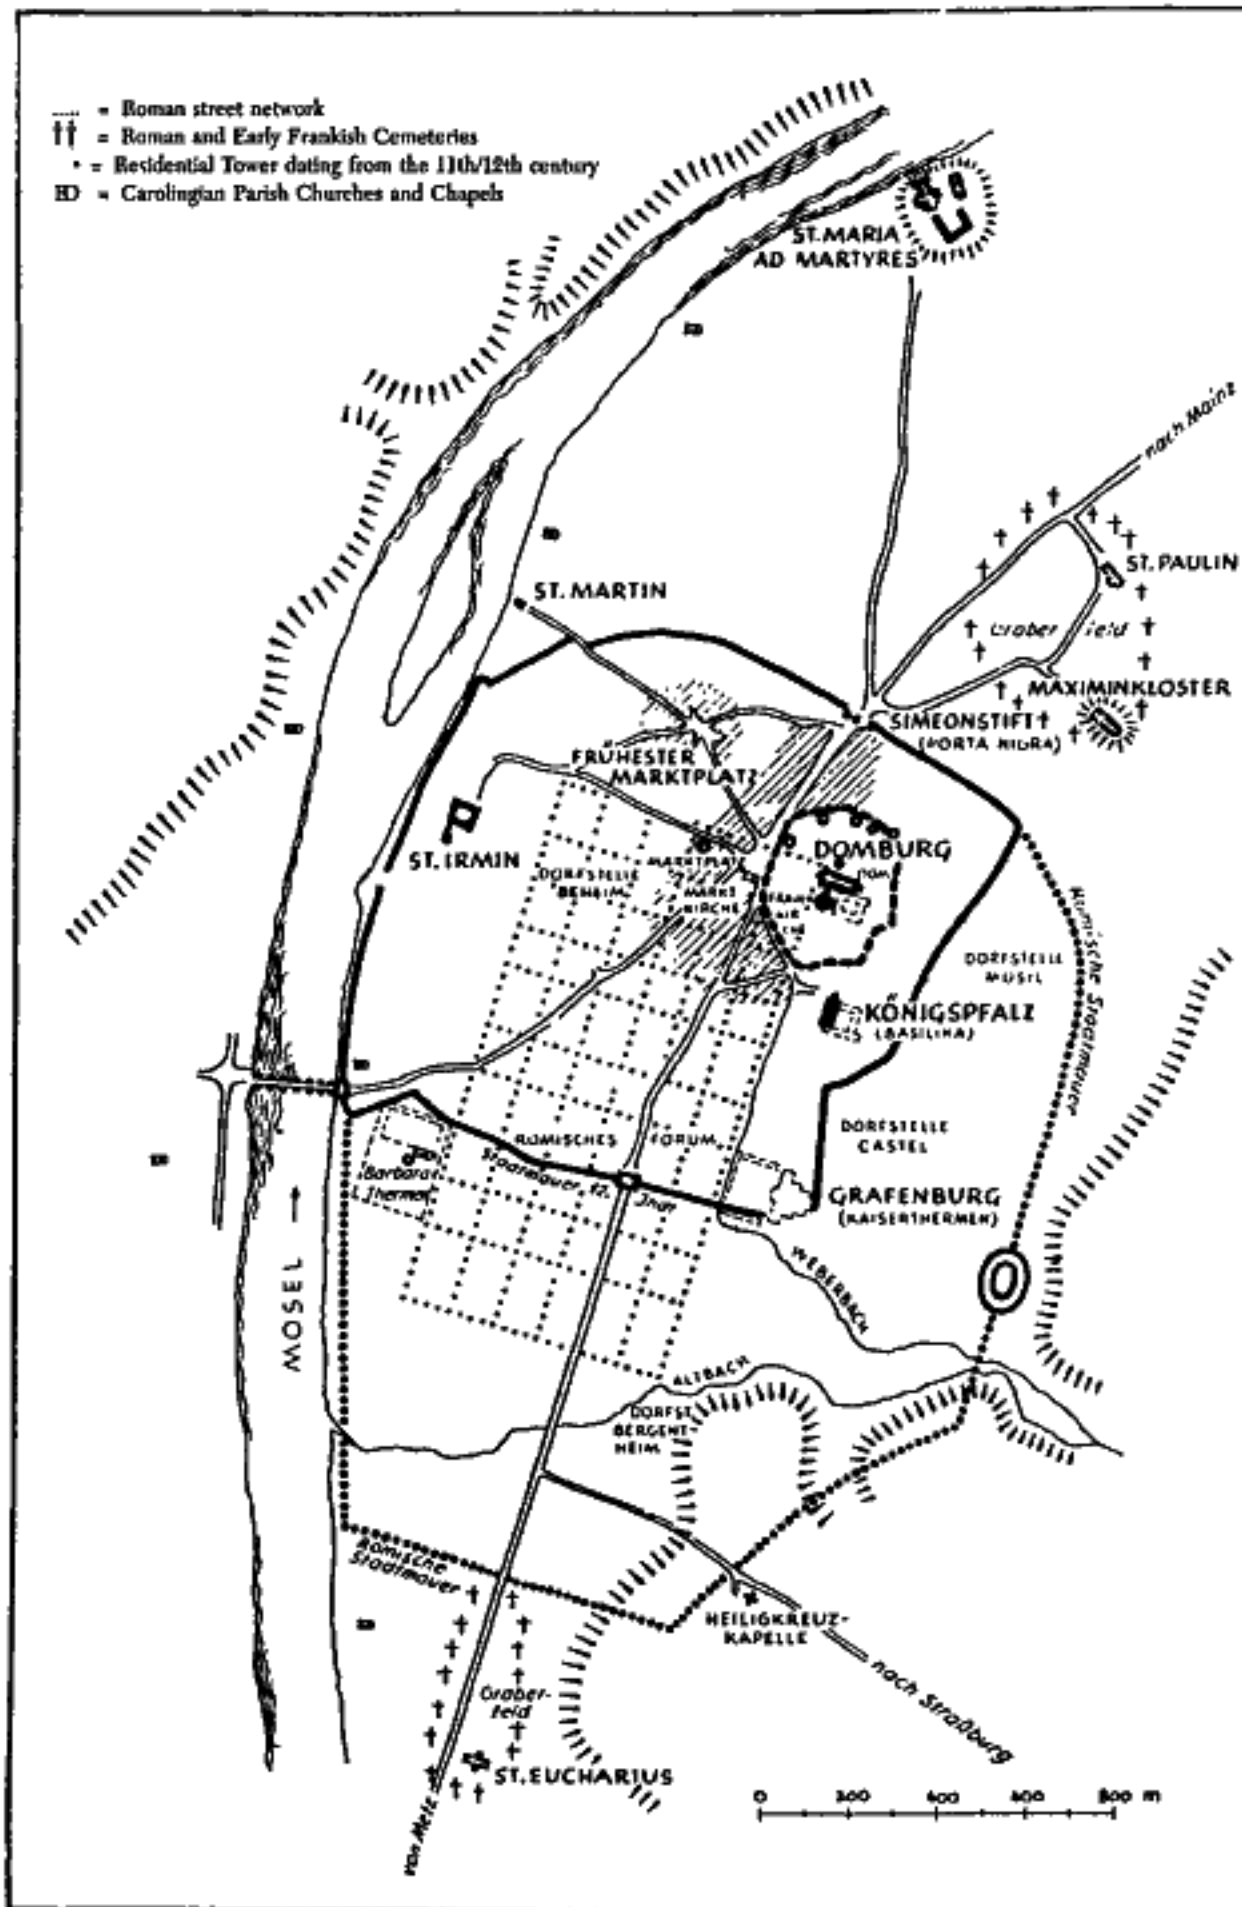 ..... = Roman street network
†† = Roman and Early Frankish Cemeteries
• = Residential Tower dating from the 11th/12th century
= Carolingian Parish Churches and Chapels
ST. MARIA
AD MARTYRES
nach Mainz
ST. PAULIN
ST. MARTIN
Gräberfeld
MAXIMINKLOSTER
SIMEONSTIFT
(PORTA NIGRA)
FRÜHESTER
MARKTPLATZ
ST. IRMIN
DOMBURG
DOM
MARKTPLATZ
DORFSTELLE
BEHEIM
MARKT
KIRCHE
Römische Stadtmauer
DORFSTELLE
MUSIL
KÖNIGSPFALZ
(BASILIKA)
DORFSTELLE
CASTEL
RÖMISCHES FORUM
Stadtmauer 12. Jhdt
Barbara
Thermen
GRAFENBURG
(KAISERTHERMEN)
WEBERBACH
MOSEL
ALTBACH
DORFST.
BERGENT-
HEIM
Römische
Stadtmauer
HEILIGKREUZ-
KAPELLE
nach Straßburg
Gräber-
feld
ST. EUCHARIUS
von Metz
0 200 400 600 800 m